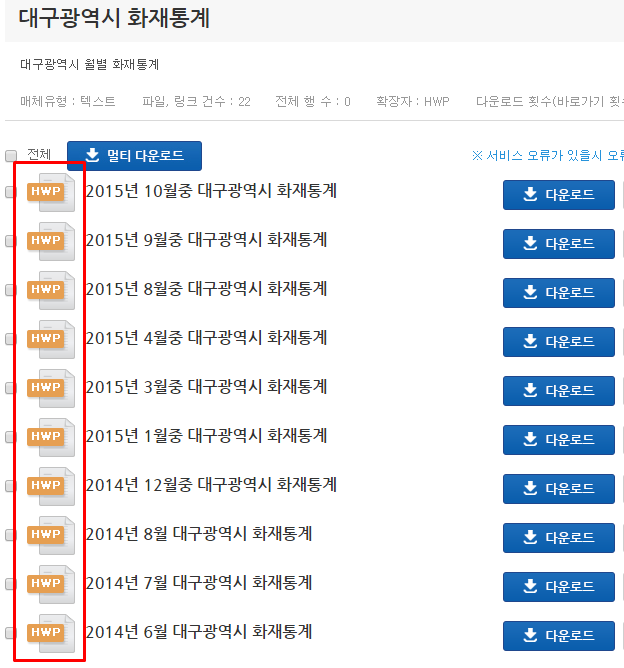 대구광역시 화재통계
대구광역시 월별 화재통계
매체유형 : 텍스트 파일, 링크 건수 : 22 전체 행 수 : 0 확장자 : HWP 다운로드 횟수(바로가기 횟수
전체 멀티 다운로드 ※ 서비스 오류가 있을시 오류
HWP 2015년 10월중 대구광역시 화재통계 다운로드
HWP 2015년 9월중 대구광역시 화재통계 다운로드
HWP 2015년 8월중 대구광역시 화재통계 다운로드
HWP 2015년 4월중 대구광역시 화재통계 다운로드
HWP 2015년 3월중 대구광역시 화재통계 다운로드
HWP 2015년 1월중 대구광역시 화재통계 다운로드
HWP 2014년 12월중 대구광역시 화재통계 다운로드
HWP 2014년 8월 대구광역시 화재통계 다운로드
HWP 2014년 7월 대구광역시 화재통계 다운로드
HWP 2014년 6월 대구광역시 화재통계 다운로드